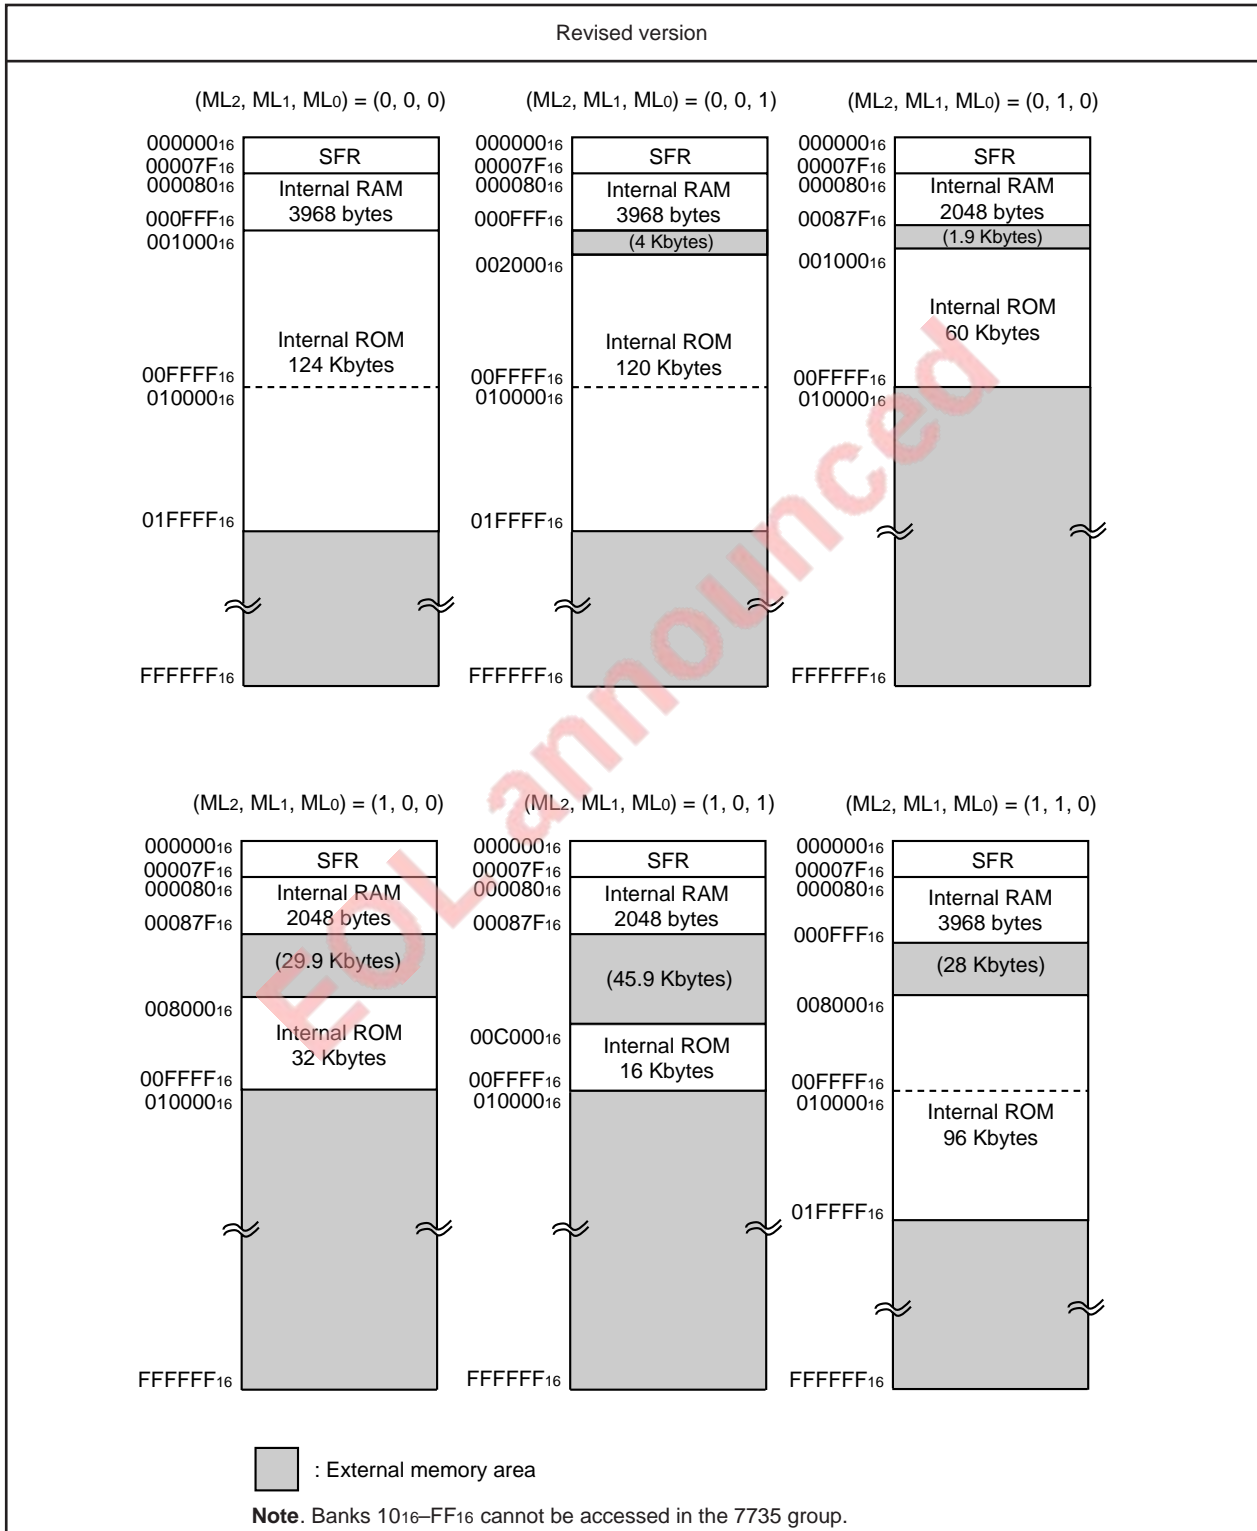 Revised version
(ML2, ML1, ML0) = (0, 0, 0)
00000016
00007F16
00008016
000FFF16
00100016
00FFFF16
01000016
01FFFF16
FFFFFF16
SFR
Internal RAM
3968 bytes
Internal ROM
124 Kbytes
(ML2, ML1, ML0) = (0, 0, 1)
00000016
00007F16
00008016
000FFF16
00200016
00FFFF16
01000016
01FFFF16
FFFFFF16
SFR
Internal RAM
3968 bytes
(4 Kbytes)
Internal ROM
120 Kbytes
(ML2, ML1, ML0) = (0, 1, 0)
00000016
00007F16
00008016
00087F16
00100016
00FFFF16
01000016
FFFFFF16
SFR
Internal RAM
2048 bytes
(1.9 Kbytes)
Internal ROM
60 Kbytes
(ML2, ML1, ML0) = (1, 0, 0)
00000016
00007F16
00008016
00087F16
00800016
00FFFF16
01000016
FFFFFF16
SFR
Internal RAM
2048 bytes
(29.9 Kbytes)
Internal ROM
32 Kbytes
(ML2, ML1, ML0) = (1, 0, 1)
00000016
00007F16
00008016
00087F16
00C00016
00FFFF16
01000016
FFFFFF16
SFR
Internal RAM
2048 bytes
(45.9 Kbytes)
Internal ROM
16 Kbytes
(ML2, ML1, ML0) = (1, 1, 0)
00000016
00007F16
00008016
000FFF16
00800016
00FFFF16
01000016
01FFFF16
FFFFFF16
SFR
Internal RAM
3968 bytes
(28 Kbytes)
Internal ROM
96 Kbytes
EOL announced
: External memory area
Note. Banks 1016–FF16 cannot be accessed in the 7735 group.